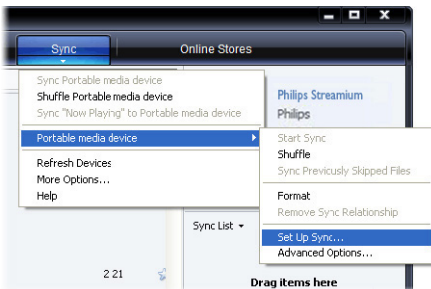 Sync
Online Stores
Sync Portable media device
Shuffle Portable media device
Sync "Now Playing" to Portable media device
Portable media device
Refresh Devices
More Options...
Help
Philips Streamium
Philips
Start Sync
Shuffle
Sync Previously Skipped Files
Format
Remove Sync Relationship
Set Up Sync...
Advanced Options...
Sync List
2 21
Drag items here